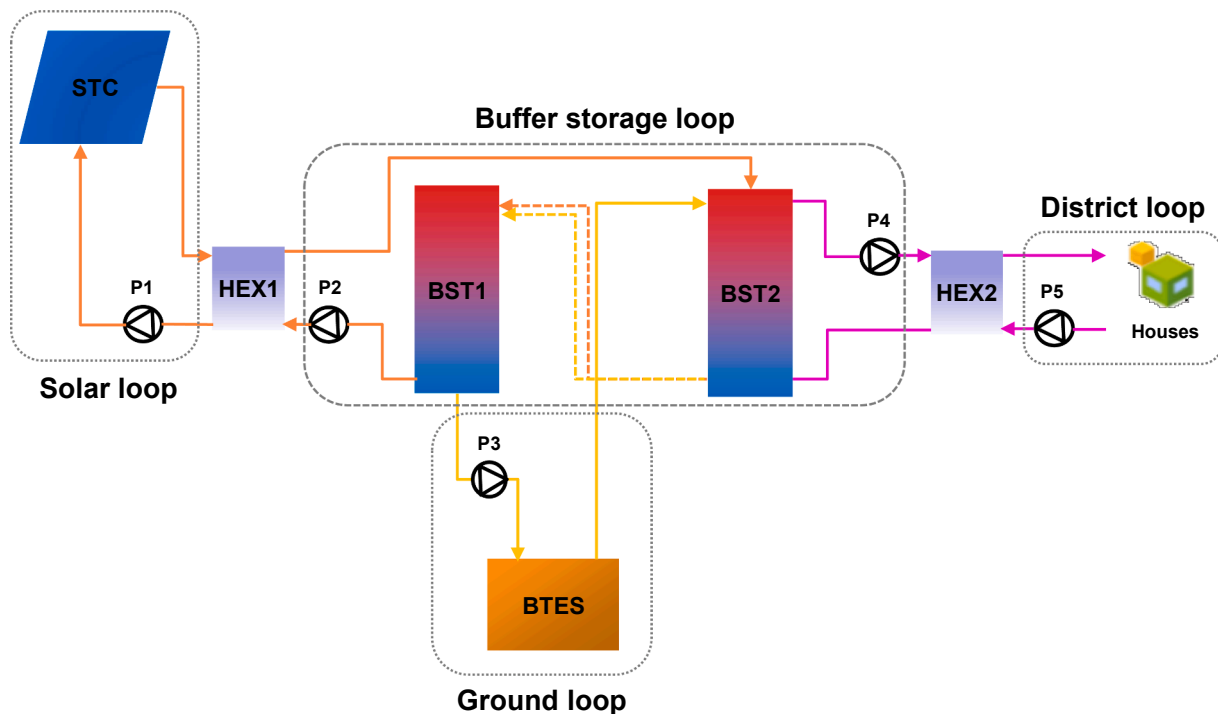 STC
Buffer storage loop
P4
District loop
HEX1
P1
P2
BST1
BST2
HEX2
P5
Houses
Solar loop
P3
BTES
Ground loop